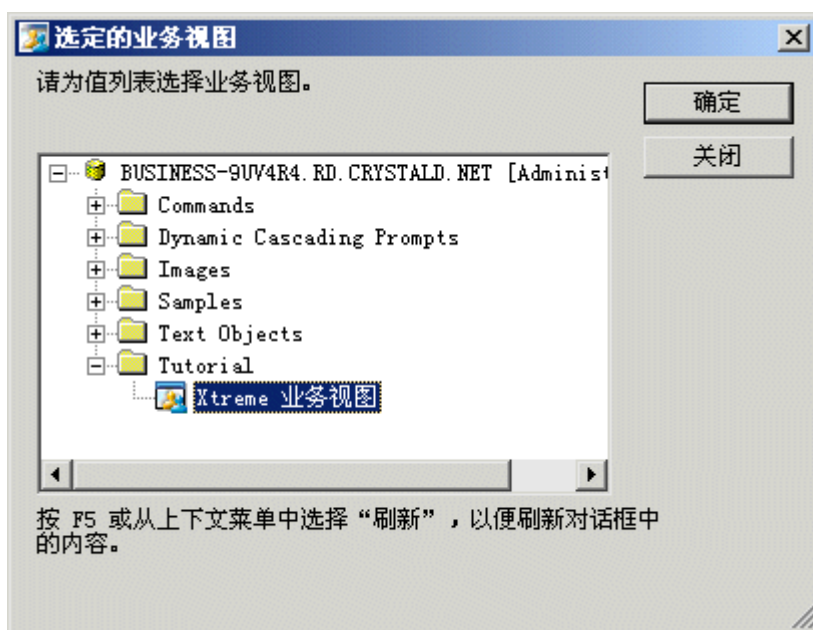 选定的业务视图
请为值列表选择业务视图。
确定
关闭
BUSINESS-9UV4R4.RD.CRYSTALD.NET [Administ
Commands
Dynamic Cascading Prompts
Images
Samples
Text Objects
Tutorial
Xtreme 业务视图
按 F5 或从上下文菜单中选择“刷新”，以便刷新对话框中
的内容。